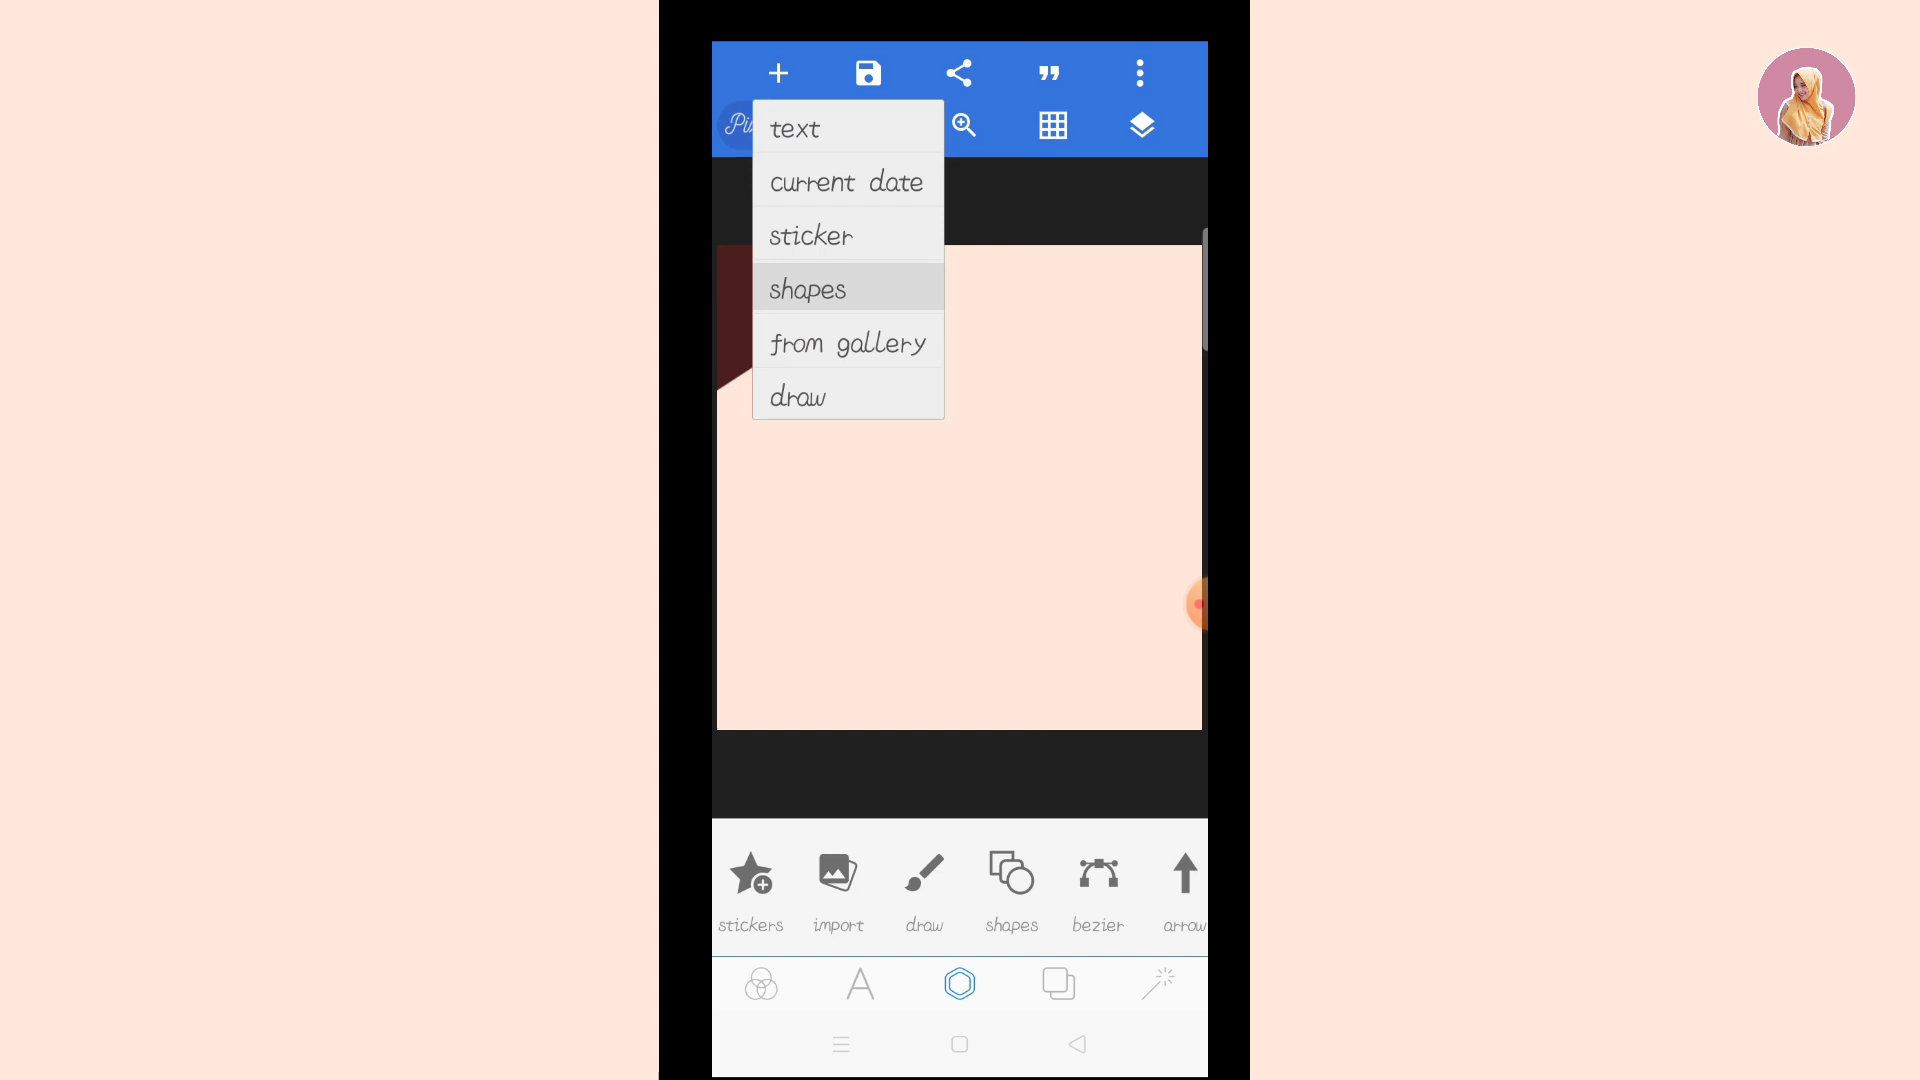 text
current date
sticker
shapes
from gallery
draw
stickers import draw shapes bezier arrow